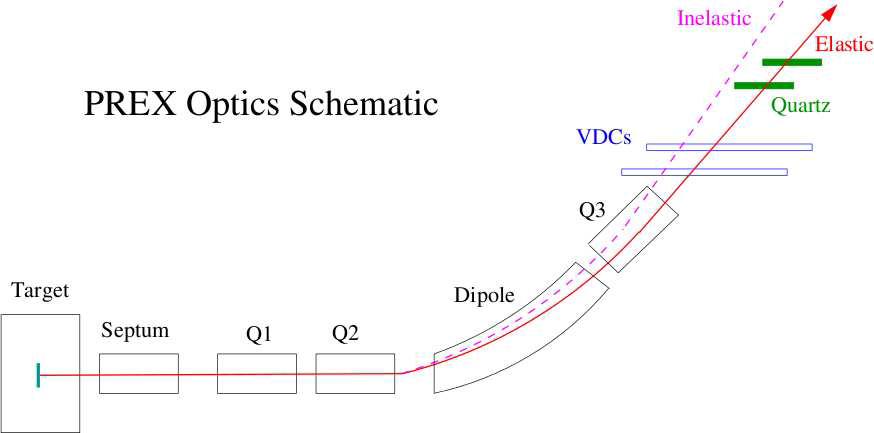 Inelastic
Elastic
PREX Optics Schematic
Quartz
VDCs
Q3
Target
Dipole
Septum
Q1
Q2